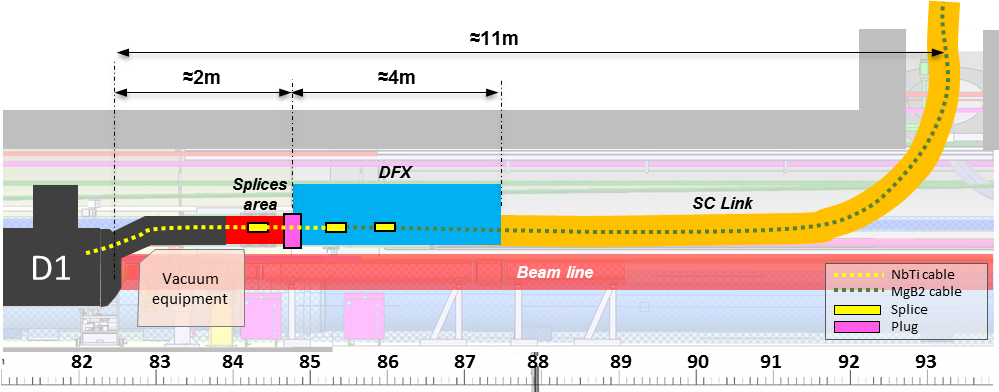 ≈11m
≈2m
≈4m
Splices
area
DFX
SC Link
D1
Vacuum
equipment
Beam line
NbTi cable
MgB2 cable
Splice
Plug
82 83 84 85 86 87 88 89 90 91 92 93